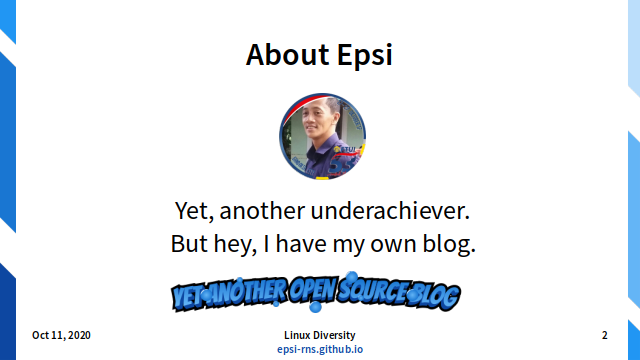 About Epsi
Yet, another underachiever.
But hey, I have my own blog.
YET ANOTHER OPEN SOURCE BLOG
Oct 11, 2020
Linux Diversity
2
epsi-rns.github.io